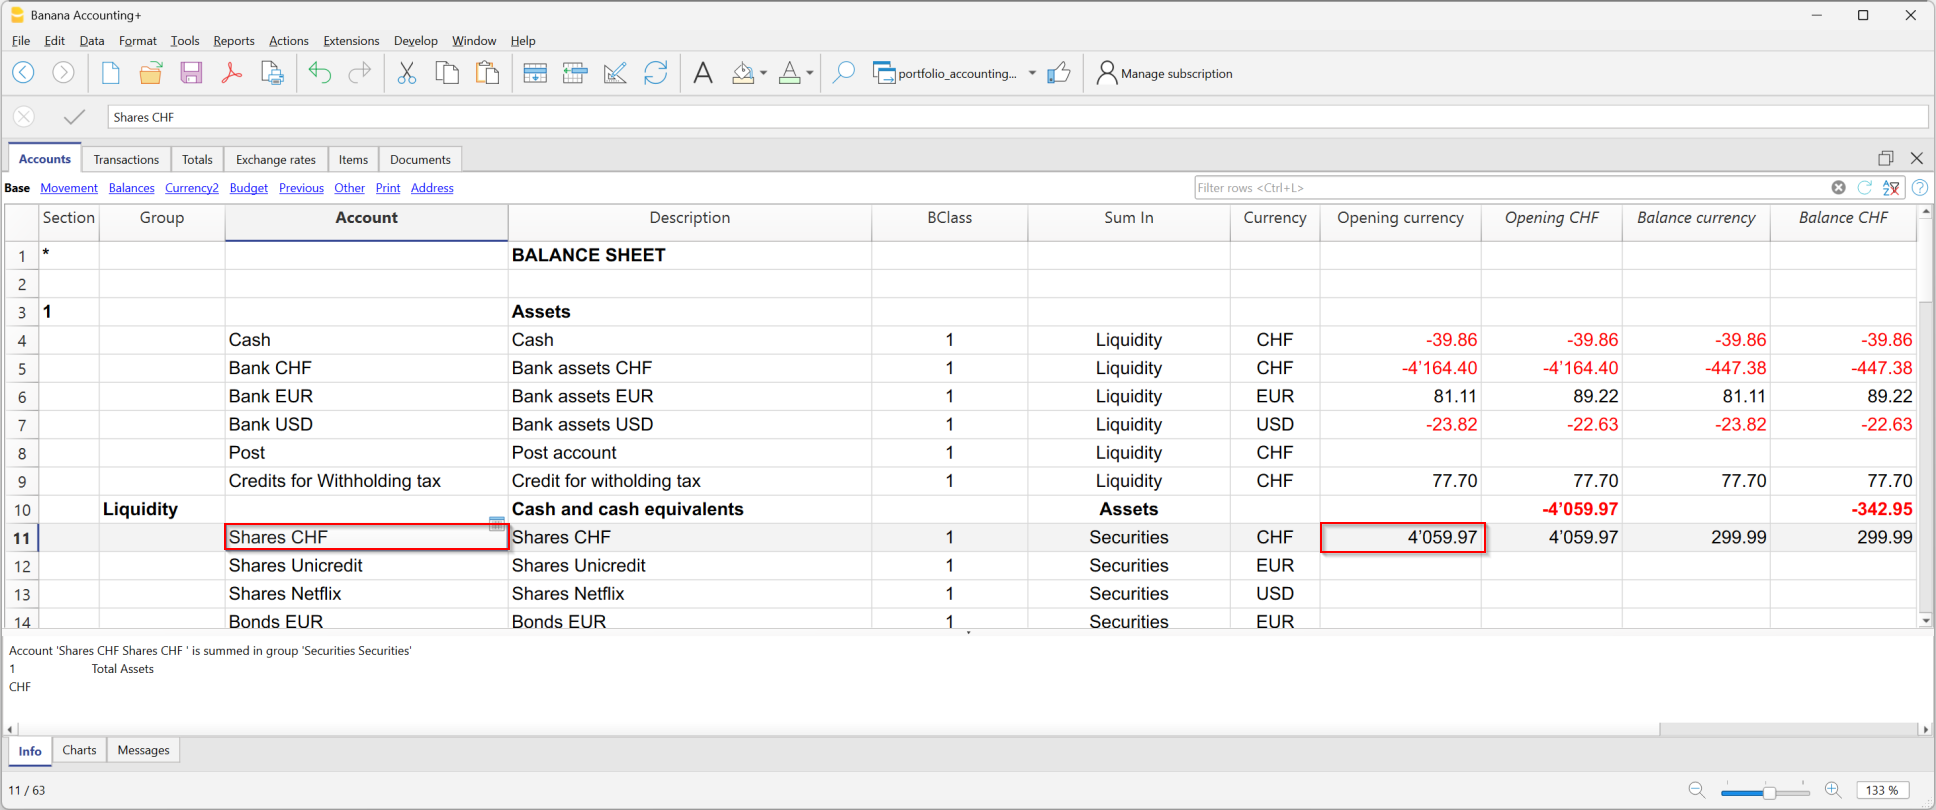 Banana Accounting+
File Edit Data Format Tools Reports Actions Extensions Develop Window Help
portfolio_accounting... Manage subscription
Shares CHF
Accounts Transactions Totals Exchange rates Items Documents
Base Movement Balances Currency2 Budget Previous Other Print Address Filter rows <Ctrl+L>
Section Group Account Description BClass Sum In Currency Opening currency Opening CHF Balance currency Balance CHF
1 * BALANCE SHEET
2
3 1 Assets
4 Cash Cash 1 Liquidity CHF -39.86 -39.86 -39.86 -39.86
5 Bank CHF Bank assets CHF 1 Liquidity CHF -4'164.40 -4'164.40 -447.38 -447.38
6 Bank EUR Bank assets EUR 1 Liquidity EUR 81.11 89.22 81.11 89.22
7 Bank USD Bank assets USD 1 Liquidity USD -23.82 -22.63 -23.82 -22.63
8 Post Post account 1 Liquidity CHF
9 Credits for Withholding tax Credit for witholding tax 1 Liquidity CHF 77.70 77.70 77.70 77.70
10 Liquidity Cash and cash equivalents Assets -4'059.97 -342.95
11 Shares CHF Shares CHF 1 Securities CHF 4'059.97 4'059.97 299.99 299.99
12 Shares Unicredit Shares Unicredit 1 Securities EUR
13 Shares Netflix Shares Netflix 1 Securities USD
14 Bonds EUR Bonds EUR 1 Securities EUR
Account 'Shares CHF Shares CHF ' is summed in group 'Securities Securities'
1 Total Assets
CHF
Info Charts Messages
11 / 63 133 %